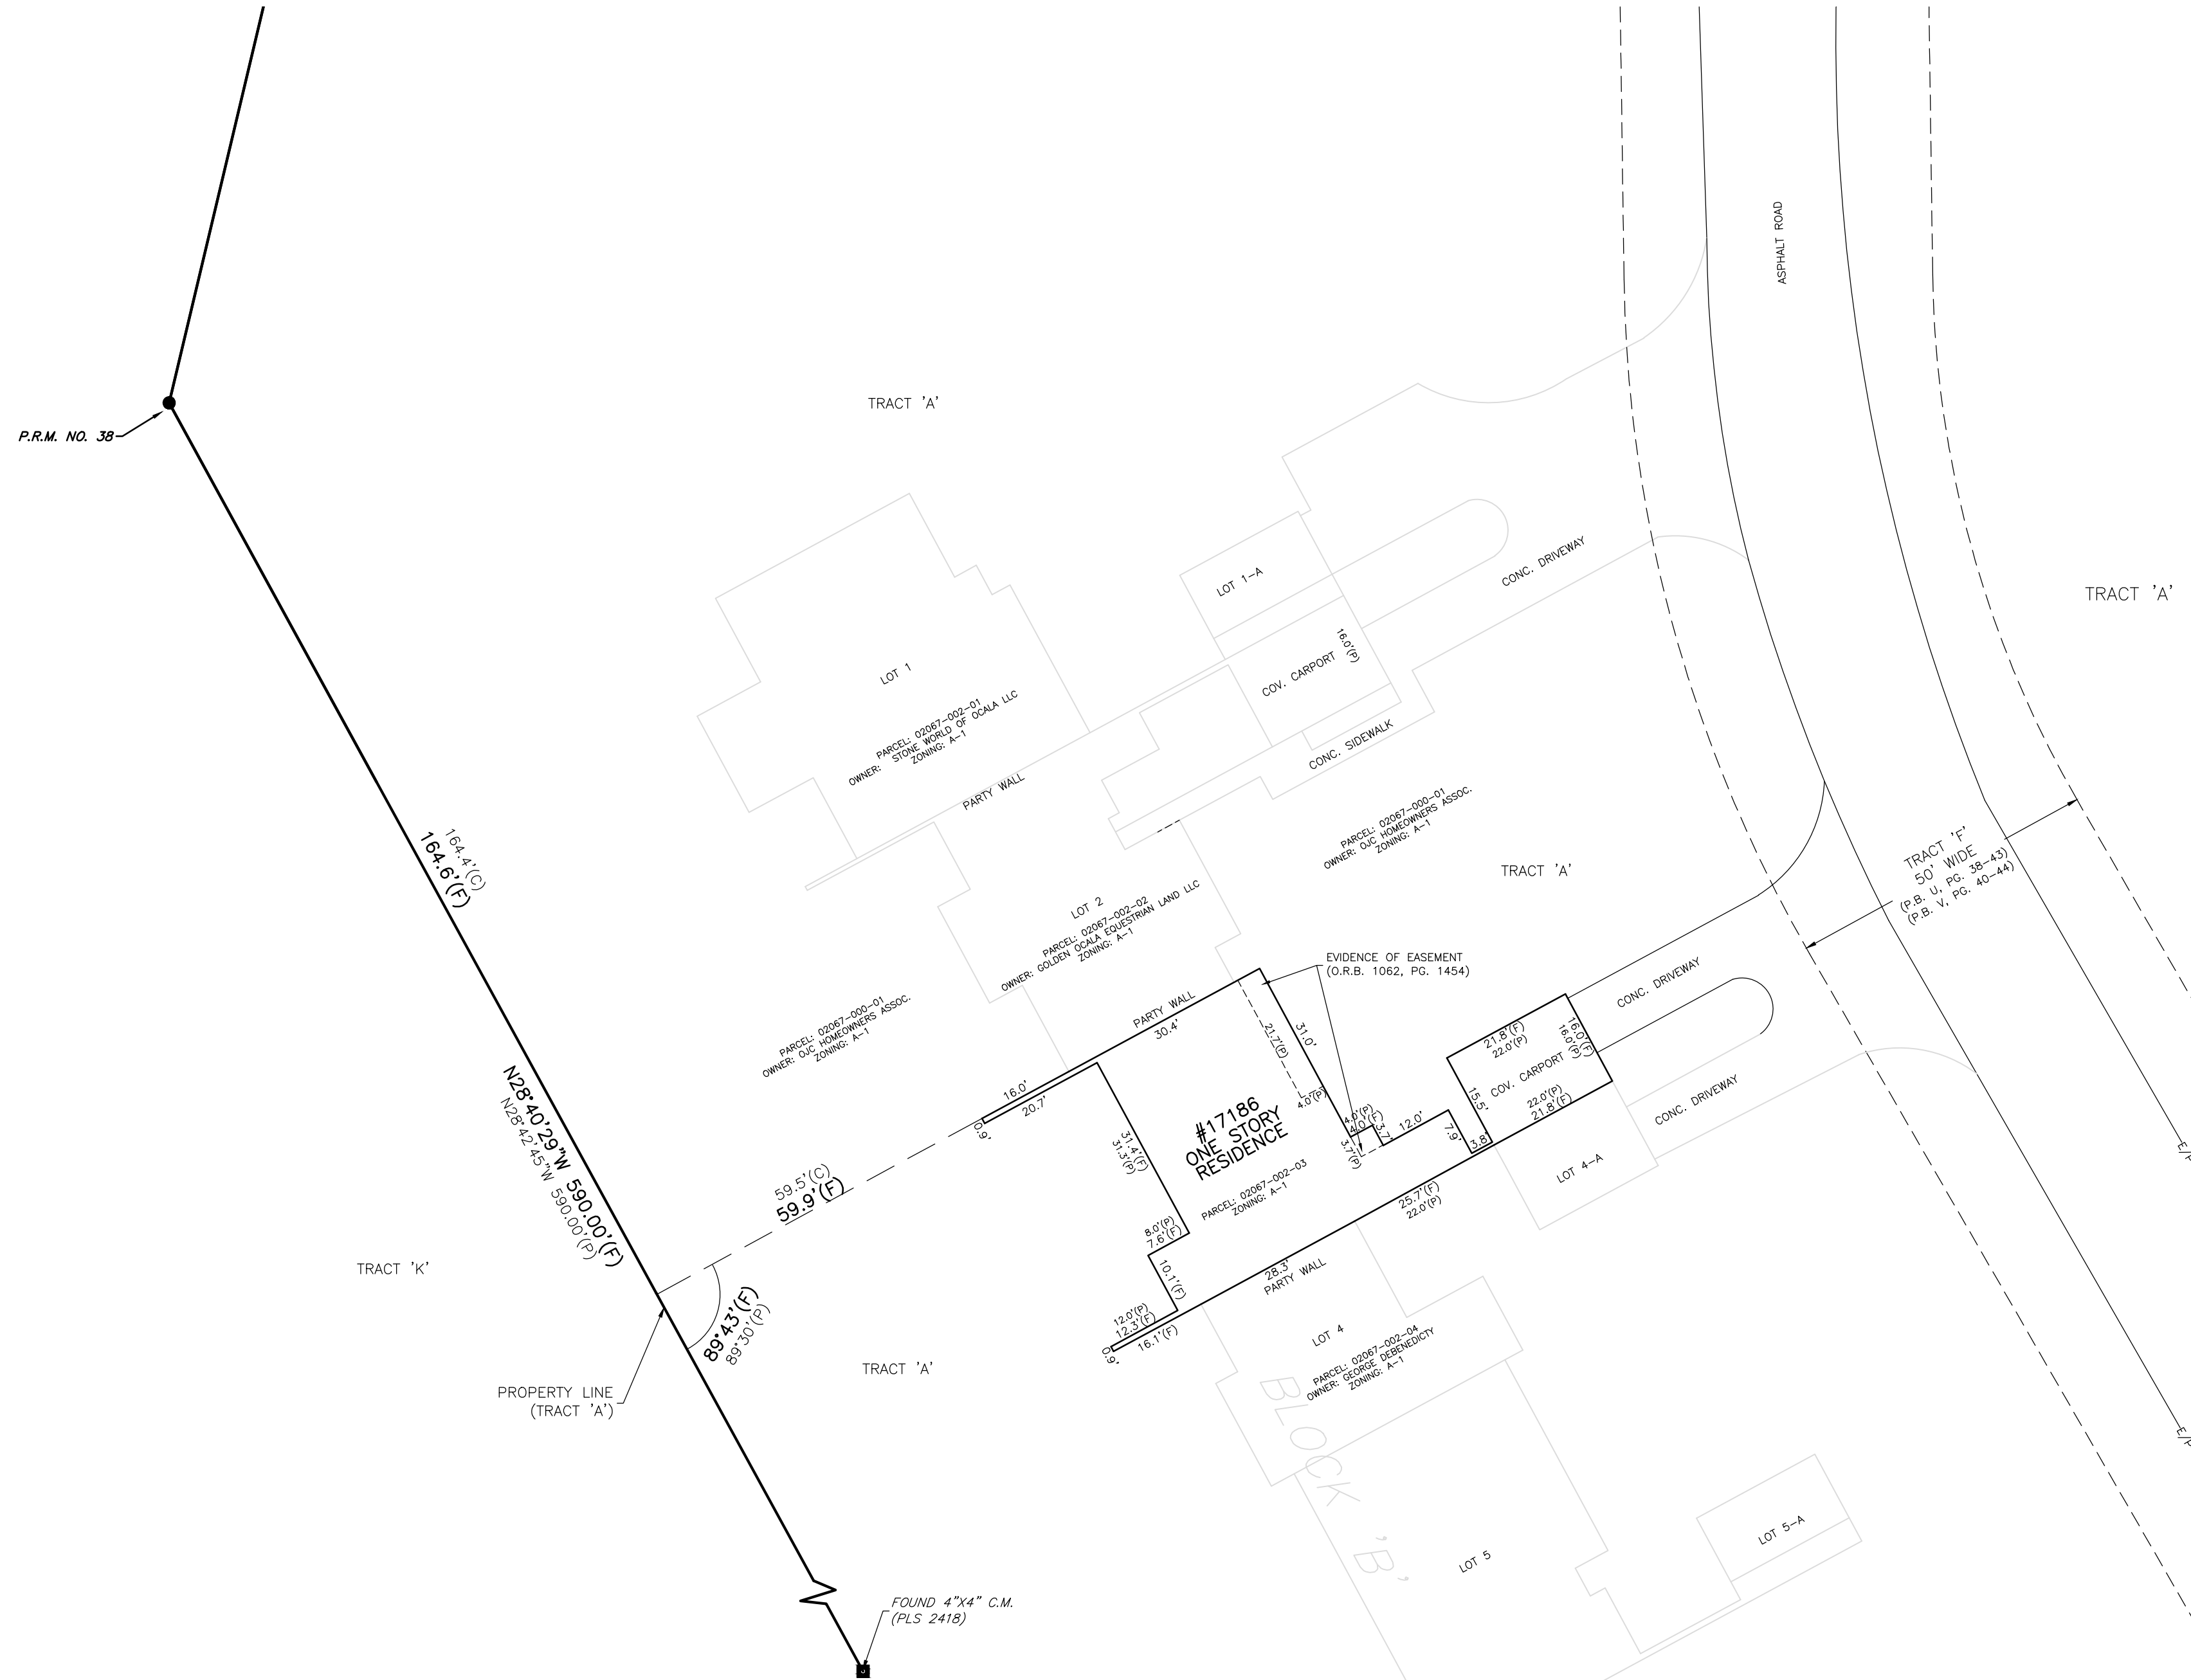 ASPHALT ROAD
P.R.M. NO. 38
TRACT 'A'
LOT 1-A
CONC. DRIVEWAY
TRACT 'A'
16.0'(P)
COV. CARPORT
LOT 1
PARCEL: 02067-002-01
OWNER: STONE WORLD OF OCALA LLC
ZONING: A-1
PARTY WALL
CONC. SIDEWALK
PARCEL: 02067-000-01
OWNER: OJC HOMEOWNERS ASSOC.
ZONING: A-1
TRACT 'A'
TRACT 'F'
50' WIDE
(P.B. U, PG. 38-43)
(P.B. V, PG. 40-44)
164.4'(C)
164.6'(F)
LOT 2
PARCEL: 02067-002-02
OWNER: GOLDEN OCALA EQUESTRIAN LAND LLC
ZONING: A-1
EVIDENCE OF EASEMENT
(O.R.B. 1062, PG. 1454)
PARCEL: 02067-000-01
OWNER: OJC HOMEOWNERS ASSOC.
ZONING: A-1
PARTY WALL
30.4'
21.7'(P)
31.0'
4.0'(P)
CONC. DRIVEWAY
21.8'(F)
22.0'(P)
16.0'(F)
16.0'(P)
COV. CARPORT
22.0'(P)
21.8'(F)
15.5'
CONC. DRIVEWAY
16.0'
20.7'
0.9'
4.0'(P)
4.0'(F)
3.7'
3.7'(P)
12.0'
7.9'
3.8'
#17186
ONE STORY
RESIDENCE
31.4'(F)
31.3'(P)
PARCEL: 02067-002-03
ZONING: A-1
LOT 4-A
N28°40'29"W 590.00'(F)
N28°42'45"W 590.00'(P)
59.5'(C)
59.9'(F)
25.7'(F)
22.0'(P)
8.0'(P)
7.6'(F)
10.1'(F)
28.3'
PARTY WALL
12.0'(P)
12.3'(F)
0.9'
16.1'(F)
TRACT 'K'
89°43'(F)
89°30'(P)
TRACT 'A'
PROPERTY LINE
(TRACT 'A')
LOT 4
PARCEL: 02067-002-04
OWNER: GEORGE DEBENEDICTY
ZONING: A-1
BLOCK 'B'
LOT 5
LOT 5-A
FOUND 4"X4" C.M.
(PLS 2418)